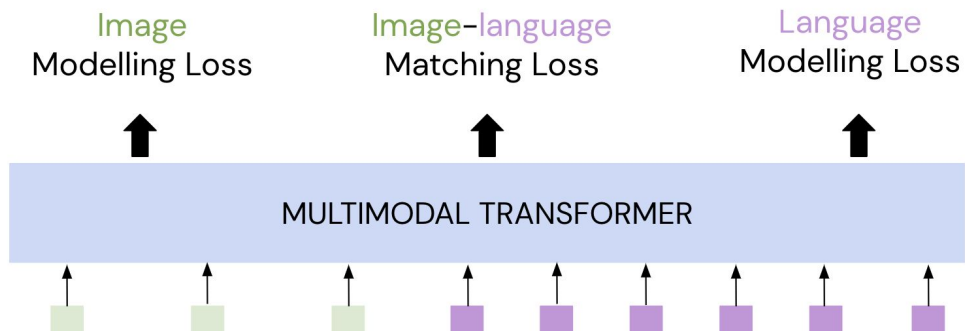 Image
Modelling Loss
Image-language
Matching Loss
Language
Modelling Loss
MULTIMODAL TRANSFORMER